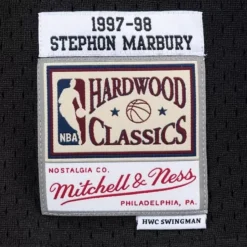 1997-98
STEPHON MARBURY
HARDWOOD
NBA
CLASSICS
NOSTALGIA CO.
Mitchell & Ness
PHILADELPHIA, PA.
HWC SWINGMAN